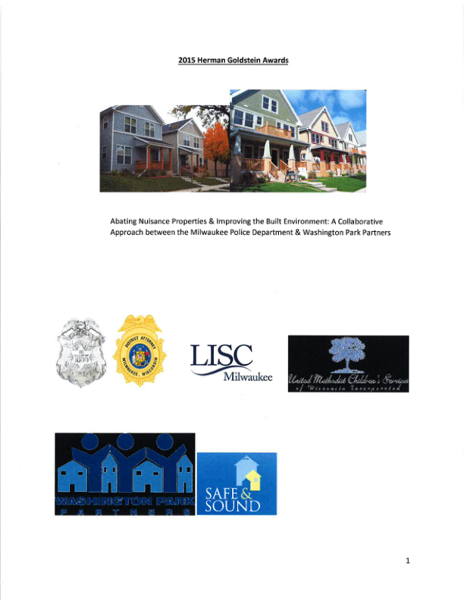 2015 Herman Goldstein Awards
Abating Nuisance Properties & Improving the Built Environment: A Collaborative
Approach between the Milwaukee Police Department & Washington Park Partners
DISTRICT ATTORNEY
MILWAUKEE WISCONSIN
LISC
Milwaukee
United Methodist Children's Services
of Wisconsin Incorporated
WASHINGTON PARK
PARTNERS
SAFE &
SOUND
1